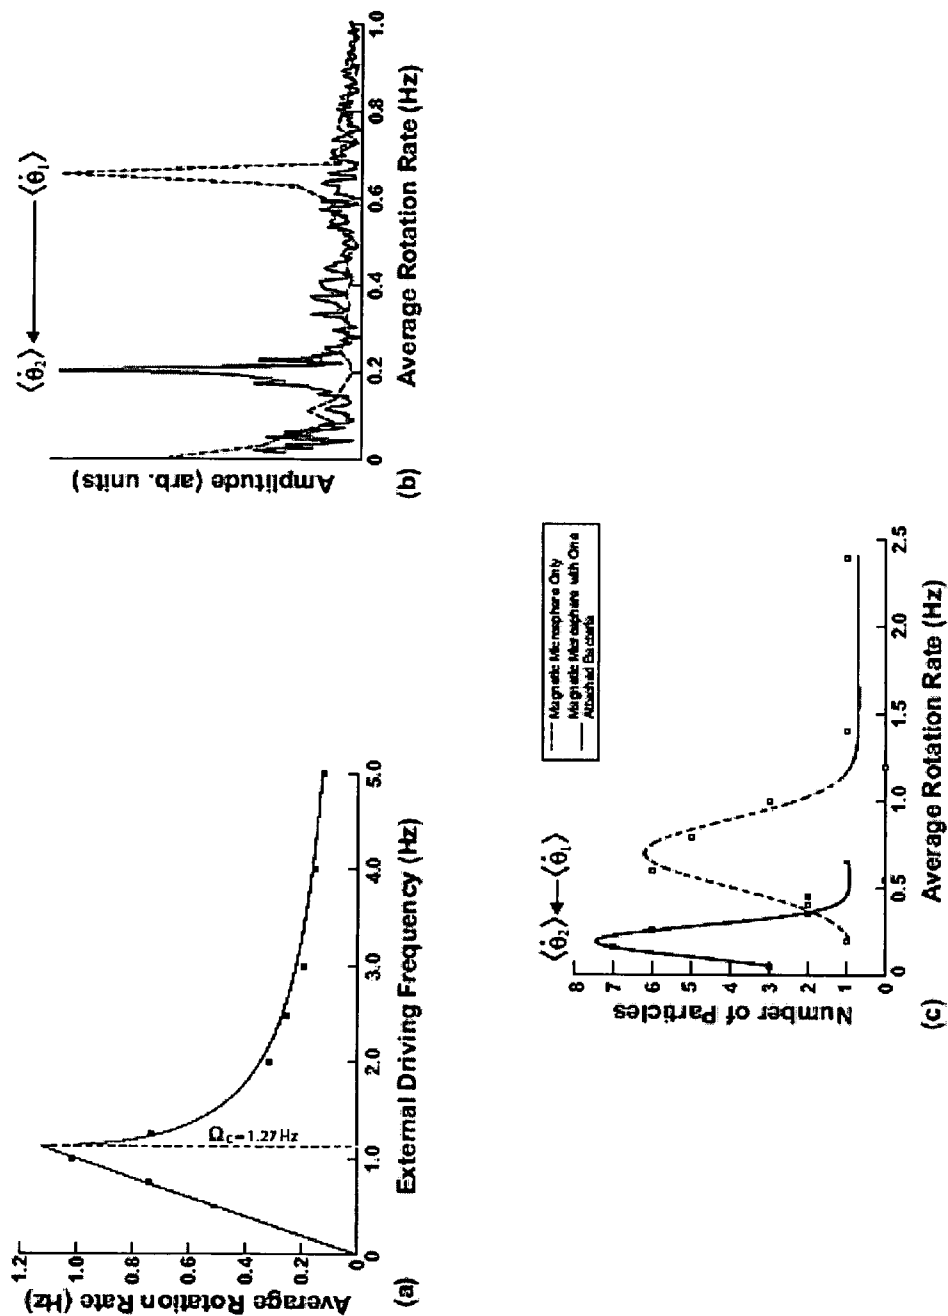 1.2
1.0
0.8
0.6
0.4
0.2
0
Average Rotation Rate (Hz)
Ω_C=1.27 Hz
0
1.0
2.0
3.0
4.0
5.0
External Driving Frequency (Hz)
(a)
⟨θ̇₂⟩
⟨θ̇₁⟩
Amplitude (arb. units)
0
0.2
0.4
0.6
0.8
1.0
Average Rotation Rate (Hz)
(b)
⟨θ̇₂⟩
⟨θ̇₁⟩
Magnetic Microsphere Only
Magnetic Microsphere with One
Attached Bacteria
8
7
6
5
4
3
2
1
0
Number of Particles
0
0.5
1.0
1.5
2.0
2.5
Average Rotation Rate (Hz)
(c)